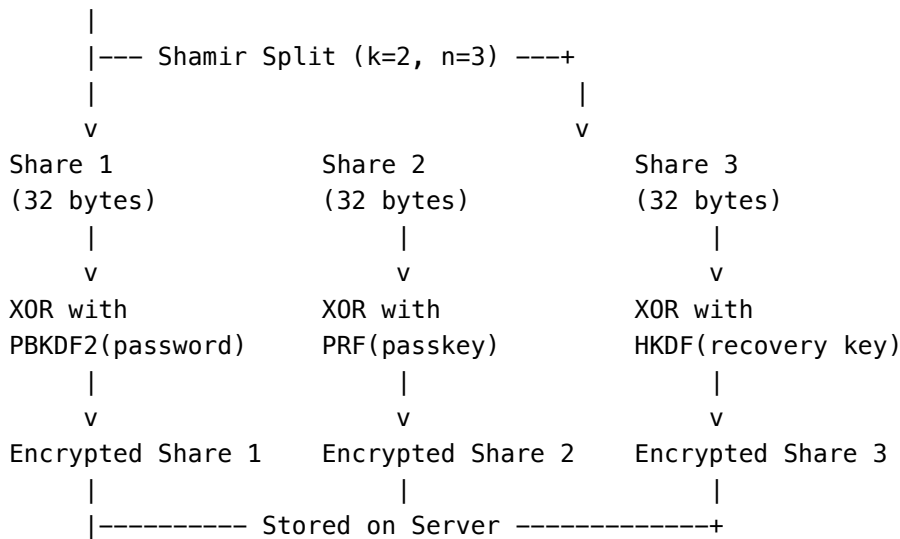 |
|--- Shamir Split (k=2, n=3) ---+
| |
v v
Share 1 Share 2 Share 3
(32 bytes) (32 bytes) (32 bytes)
| | |
v v v
XOR with XOR with XOR with
PBKDF2(password) PRF(passkey) HKDF(recovery key)
| | |
v v v
Encrypted Share 1 Encrypted Share 2 Encrypted Share 3
| | |
|---------- Stored on Server -------------+